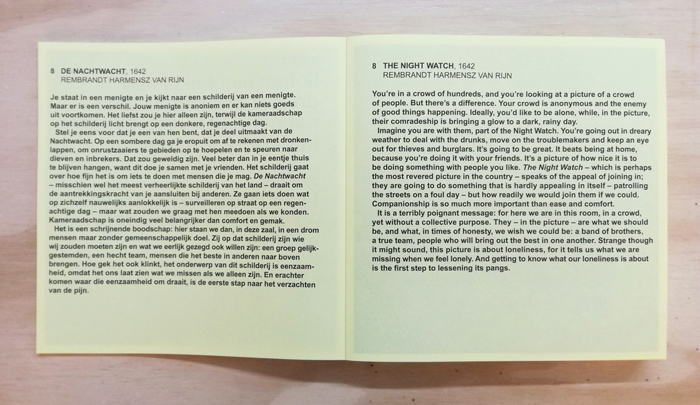 8 DE NACHTWACHT, 1642
REMBRANDT HARMENSZ VAN RIJN
Je staat in een menigte en je kijkt naar een schilderij van een menigte.
Maar er is een verschil. Jouw menigte is anoniem en er kan niets goeds
uit voortkomen. Het liefst zou je hier alleen zijn, terwijl de kameraadschap
op het schilderij licht brengt op een donkere, regenachtige dag.
Stel je eens voor dat je een van hen bent, dat je deel uitmaakt van de
Nachtwacht. Op een sombere dag ga je eropuit om af te rekenen met dronken-
lappen, om onrustzaaiers te gebieden op te hoepelen en te speuren naar
dieven en inbrekers. Dat zou geweldig zijn. Veel beter dan in je eentje thuis
te blijven hangen, want dit doe je samen met je vrienden. Het schilderij gaat
over hoe fijn het is om iets te doen met mensen die je mag. De Nachtwacht
– misschien wel het meest verheerlijkte schilderij van het land – draait om
de aantrekkingskracht van je aansluiten bij anderen. Ze gaan iets doen wat
op zichzelf nauwelijks aanlokkelijk is – surveilleren op straat op een regen-
achtige dag – maar wat zouden we graag met hen meedoen als we konden.
Kameraadschap is oneindig veel belangrijker dan comfort en gemak.
Het is een schrijnende boodschap: hier staan we dan, in deze zaal, in een drom
mensen maar zonder gemeenschappelijk doel. Zij op dat schilderij zijn wie
wij zouden moeten zijn en wat we eerlijk gezegd ook willen zijn: een groep gelijk-
gestemden, een hecht team, mensen die het beste in anderen naar boven
brengen. Hoe gek het ook klinkt, het onderwerp van dit schilderij is eenzaam-
heid, omdat het ons laat zien wat we missen als we alleen zijn. En erachter
komen waar die eenzaamheid om draait, is de eerste stap naar het verzachten
van de pijn.
8 THE NIGHT WATCH, 1642
REMBRANDT HARMENSZ VAN RIJN
You're in a crowd of hundreds, and you're looking at a picture of a crowd
of people. But there's a difference. Your crowd is anonymous and the enemy
of good things happening. Ideally, you'd like to be alone, while, in the picture,
their comradeship is bringing a glow to a dark, rainy day.
Imagine you are with them, part of the Night Watch. You're going out in dreary
weather to deal with the drunks, move on the troublemakers and keep an eye
out for thieves and burglars. It's going to be great. It beats being at home,
because you're doing it with your friends. It's a picture of how nice it is to
be doing something with people you like. The Night Watch – which is perhaps
the most revered picture in the country – speaks of the appeal of joining in;
they are going to do something that is hardly appealing in itself – patrolling
the streets on a foul day – but how readily we would join them if we could.
Companionship is so much more important than ease and comfort.
It is a terribly poignant message: for here we are in this room, in a crowd,
yet without a collective purpose. They – in the picture – are what we should
be, and what, in times of honesty, we wish we could be: a band of brothers,
a true team, people who will bring out the best in one another. Strange though
it might sound, this picture is about loneliness, for it tells us what we are
missing when we feel lonely. And getting to know what our loneliness is about
is the first step to lessening its pangs.